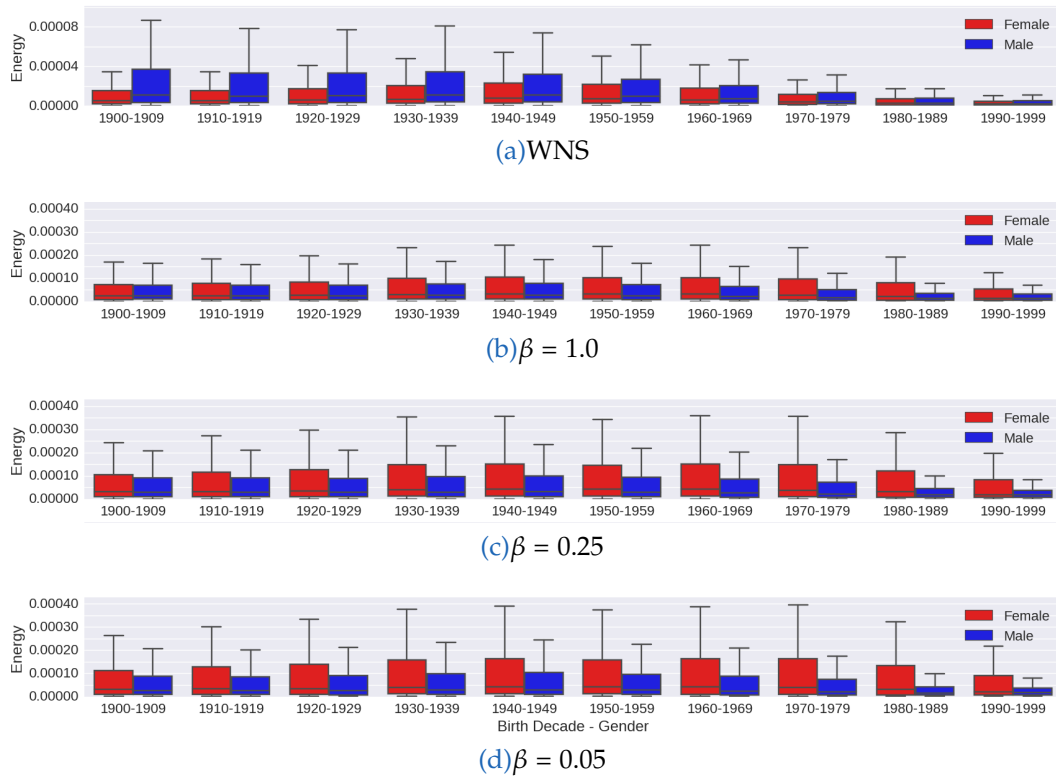 0.00008
0.00004
0.00000
Energy
Female
Male
1900-1909 1910-1919 1920-1929 1930-1939 1940-1949 1950-1959 1960-1969 1970-1979 1980-1989 1990-1999
(a)WNS
0.00040
0.00030
0.00020
0.00010
0.00000
Energy
Female
Male
1900-1909 1910-1919 1920-1929 1930-1939 1940-1949 1950-1959 1960-1969 1970-1979 1980-1989 1990-1999
(b)β = 1.0
0.00040
0.00030
0.00020
0.00010
0.00000
Energy
Female
Male
1900-1909 1910-1919 1920-1929 1930-1939 1940-1949 1950-1959 1960-1969 1970-1979 1980-1989 1990-1999
(c)β = 0.25
0.00040
0.00030
0.00020
0.00010
0.00000
Energy
Female
Male
1900-1909 1910-1919 1920-1929 1930-1939 1940-1949 1950-1959 1960-1969 1970-1979 1980-1989 1990-1999
Birth Decade - Gender
(d)β = 0.05